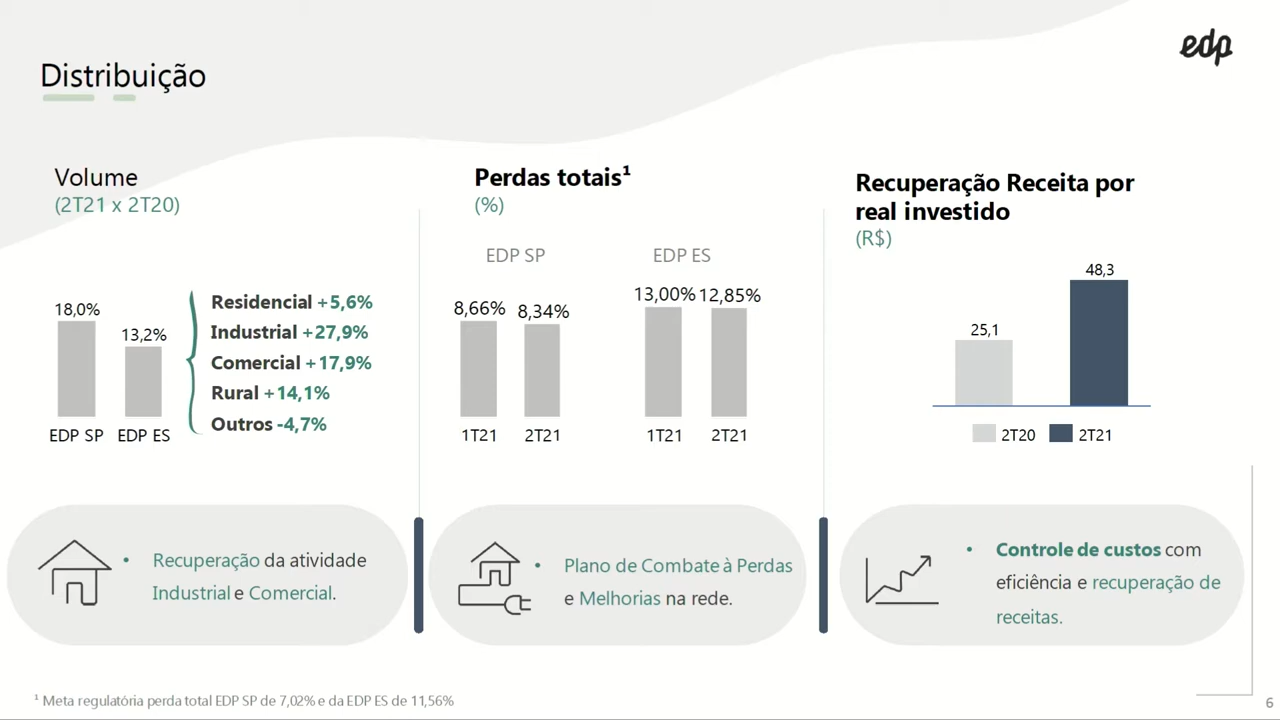 edp
Distribuição
Volume
(2T21 x 2T20)
18,0%
13,2%
EDP SP
EDP ES
Residencial +5,6%
Industrial +27,9%
Comercial +17,9%
Rural +14,1%
Outros -4,7%
Perdas totais¹
(%)
EDP SP
EDP ES
8,66%
8,34%
13,00%
12,85%
1T21
2T21
1T21
2T21
Recuperação Receita por
real investido
(R$)
25,1
48,3
2T20
2T21
• Recuperação da atividade
Industrial e Comercial.
• Plano de Combate à Perdas
e Melhorias na rede.
• Controle de custos com
eficiência e recuperação de
receitas.
¹ Meta regulatória perda total EDP SP de 7,02% e da EDP ES de 11,56%
6